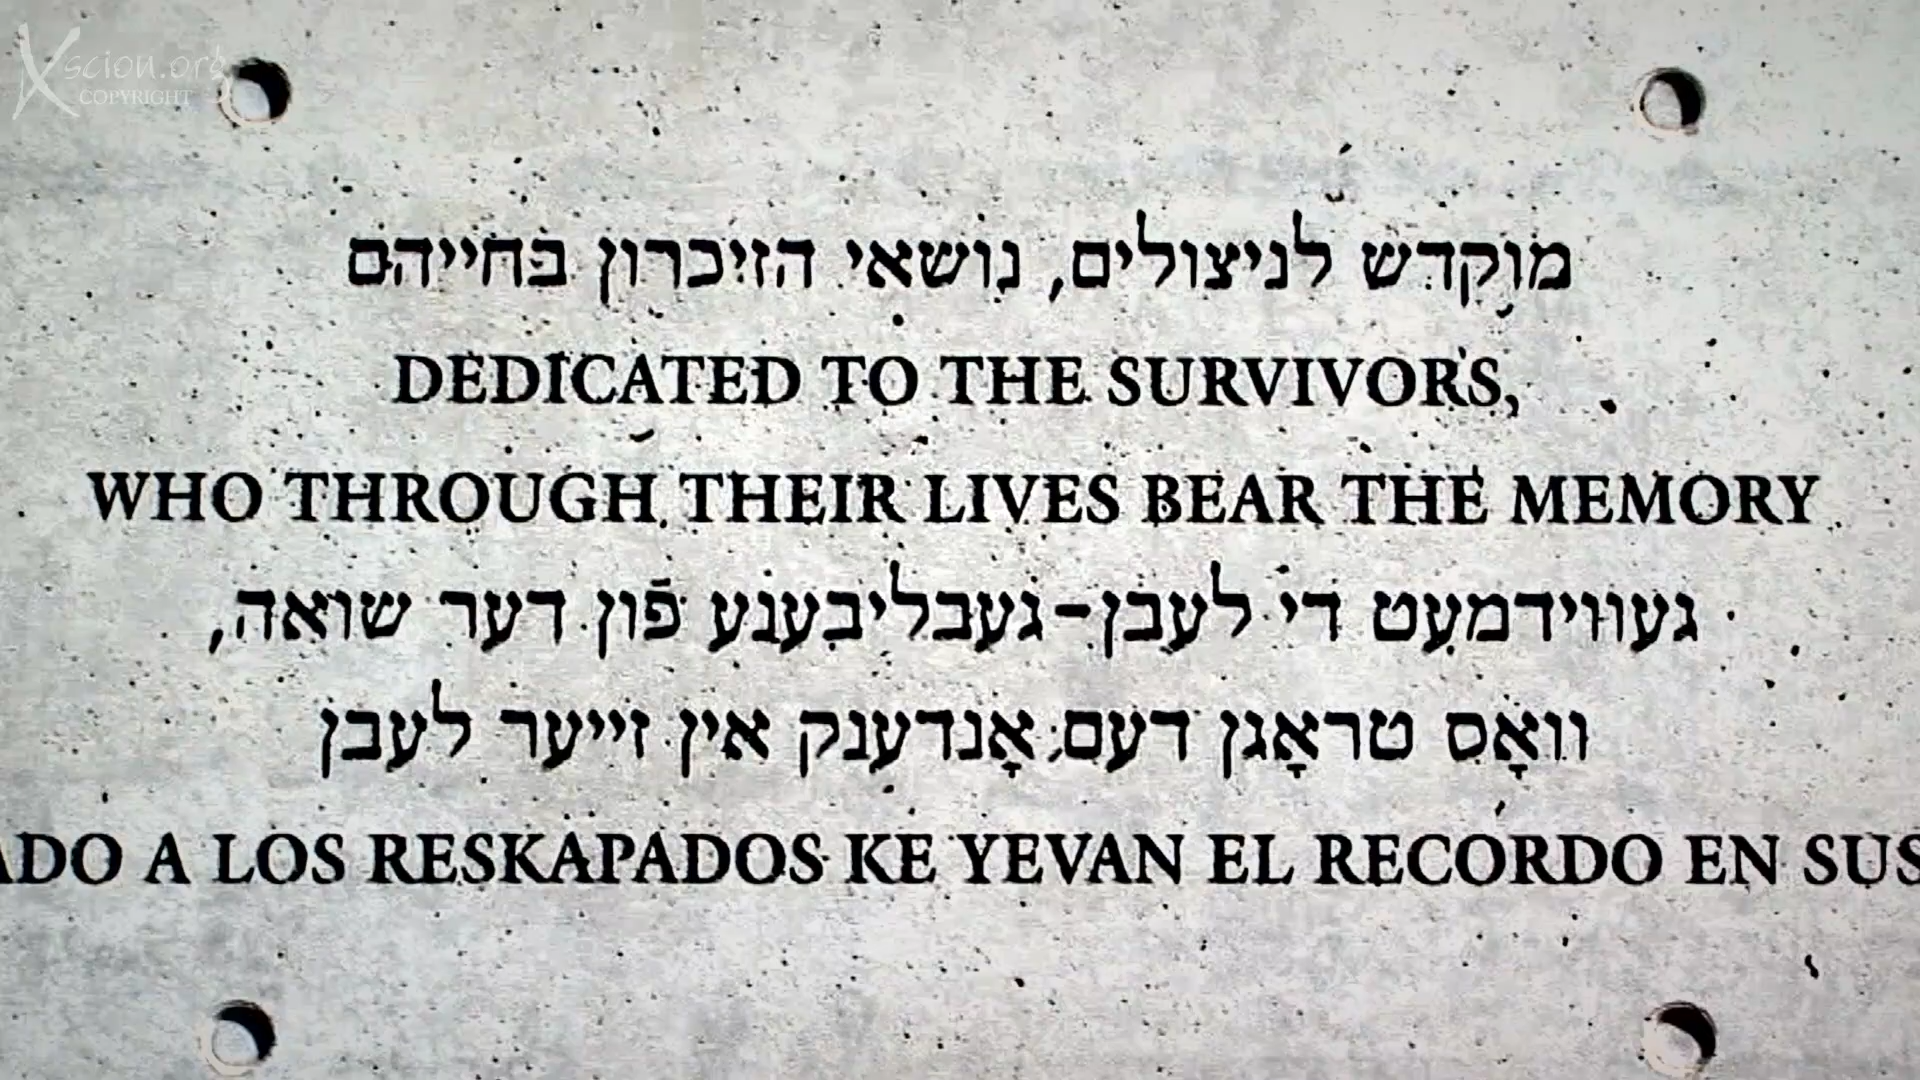 Xscion.org
COPYRIGHT
מוקדש לניצולים, נושאי הזיכרון בחייהם
DEDICATED TO THE SURVIVORS,
WHO THROUGH THEIR LIVES BEAR THE MEMORY
געווידמעט די לעבן-געבליבענע פֿון דער שואה,
וואָס טראָגן דעם אָנדענק אין זייער לעבן
ADO A LOS RESKAPADOS KE YEVAN EL RECORDO EN SUS